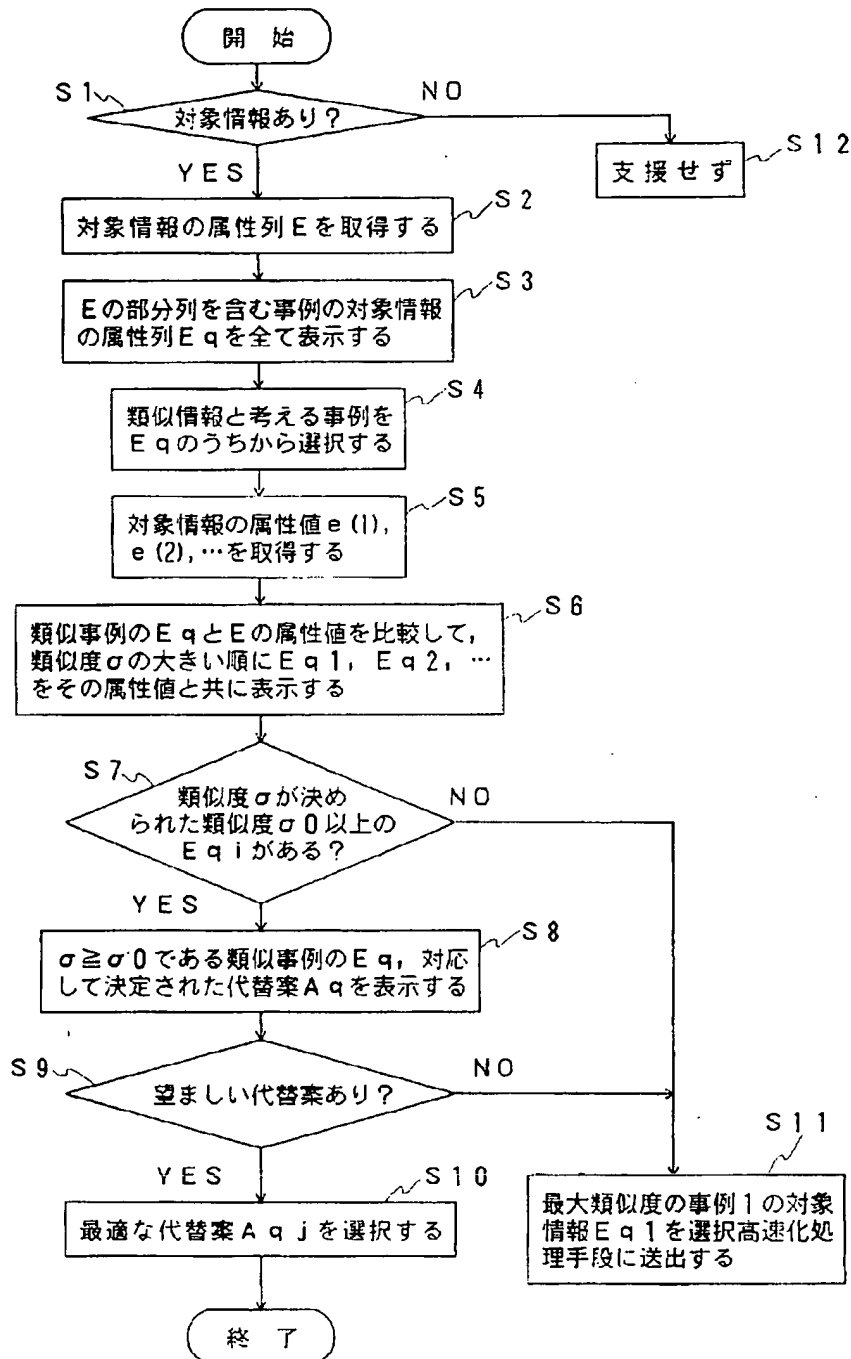 開始
S1
対象情報あり?
NO
YES
S12
支援せず
S2
対象情報の属性列Eを取得する
S3
Eの部分列を含む事例の対象情報
の属性列Eqを全て表示する
S4
類似情報と考える事例を
Eqのうちから選択する
S5
対象情報の属性値e(1),
e(2),…を取得する
S6
類似事例のEqとEの属性値を比較して,
類似度σの大きい順にEq1, Eq2, …
をその属性値と共に表示する
S7
類似度σが決め
られた類似度σ0以上の
Eqiがある?
NO
YES
S8
σ≧σ0である類似事例のEq, 対応
して決定された代替案Aqを表示する
S9
望ましい代替案あり?
NO
YES
S10
最適な代替案Aqjを選択する
S11
最大類似度の事例1の対象
情報Eq1を選択高速化処
理手段に送出する
終了